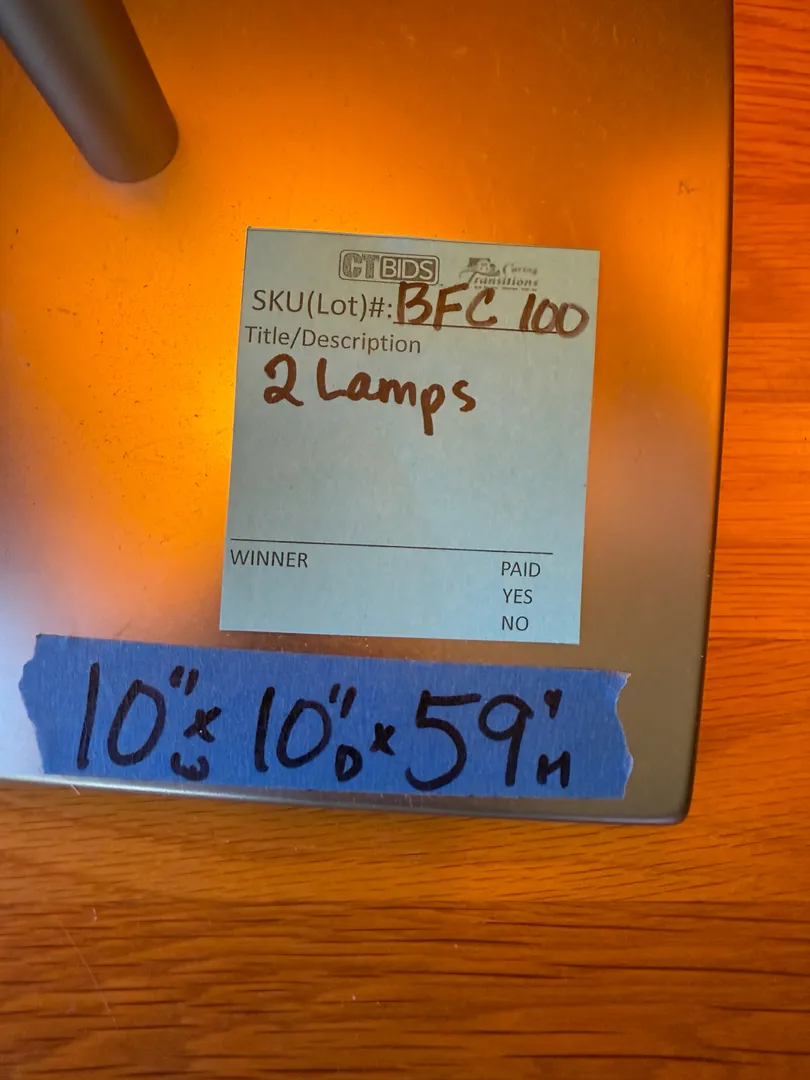 CTBIDS Caring Transitions
SKU(Lot)#: BFC 100
Title/Description
2 Lamps
WINNER PAID
YES
NO
10"W x 10"D x 59"H